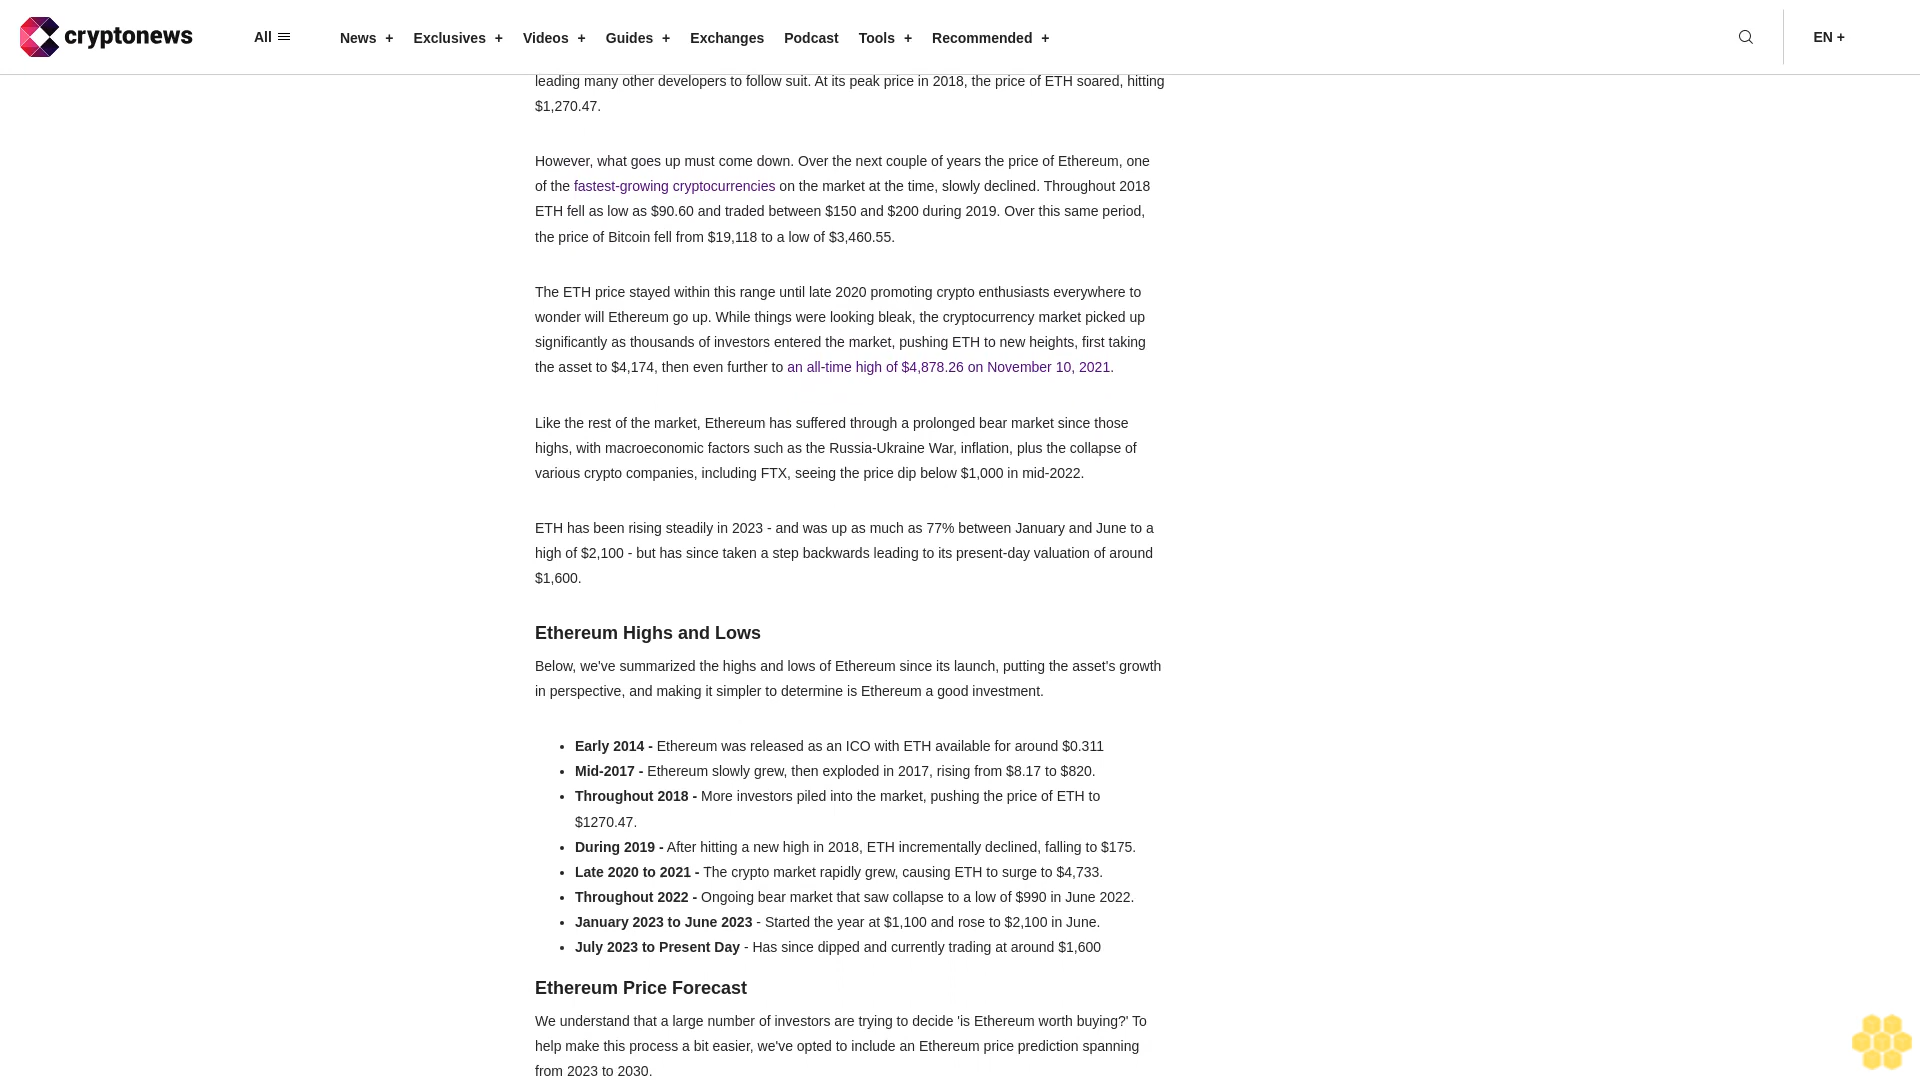 cryptonews
All
News +
Exclusives +
Videos +
Guides +
Exchanges
Podcast
Tools +
Recommended +
EN +
leading many other developers to follow suit. At its peak price in 2018, the price of ETH soared, hitting
$1,270.47.
However, what goes up must come down. Over the next couple of years the price of Ethereum, one
of the fastest-growing cryptocurrencies on the market at the time, slowly declined. Throughout 2018
ETH fell as low as $90.60 and traded between $150 and $200 during 2019. Over this same period,
the price of Bitcoin fell from $19,118 to a low of $3,460.55.
The ETH price stayed within this range until late 2020 promoting crypto enthusiasts everywhere to
wonder will Ethereum go up. While things were looking bleak, the cryptocurrency market picked up
significantly as thousands of investors entered the market, pushing ETH to new heights, first taking
the asset to $4,174, then even further to an all-time high of $4,878.26 on November 10, 2021.
Like the rest of the market, Ethereum has suffered through a prolonged bear market since those
highs, with macroeconomic factors such as the Russia-Ukraine War, inflation, plus the collapse of
various crypto companies, including FTX, seeing the price dip below $1,000 in mid-2022.
ETH has been rising steadily in 2023 - and was up as much as 77% between January and June to a
high of $2,100 - but has since taken a step backwards leading to its present-day valuation of around
$1,600.
Ethereum Highs and Lows
Below, we've summarized the highs and lows of Ethereum since its launch, putting the asset's growth
in perspective, and making it simpler to determine is Ethereum a good investment.
• Early 2014 - Ethereum was released as an ICO with ETH available for around $0.311
• Mid-2017 - Ethereum slowly grew, then exploded in 2017, rising from $8.17 to $820.
• Throughout 2018 - More investors piled into the market, pushing the price of ETH to
$1270.47.
• During 2019 - After hitting a new high in 2018, ETH incrementally declined, falling to $175.
• Late 2020 to 2021 - The crypto market rapidly grew, causing ETH to surge to $4,733.
• Throughout 2022 - Ongoing bear market that saw collapse to a low of $990 in June 2022.
• January 2023 to June 2023 - Started the year at $1,100 and rose to $2,100 in June.
• July 2023 to Present Day - Has since dipped and currently trading at around $1,600
Ethereum Price Forecast
We understand that a large number of investors are trying to decide 'is Ethereum worth buying?' To
help make this process a bit easier, we've opted to include an Ethereum price prediction spanning
from 2023 to 2030.